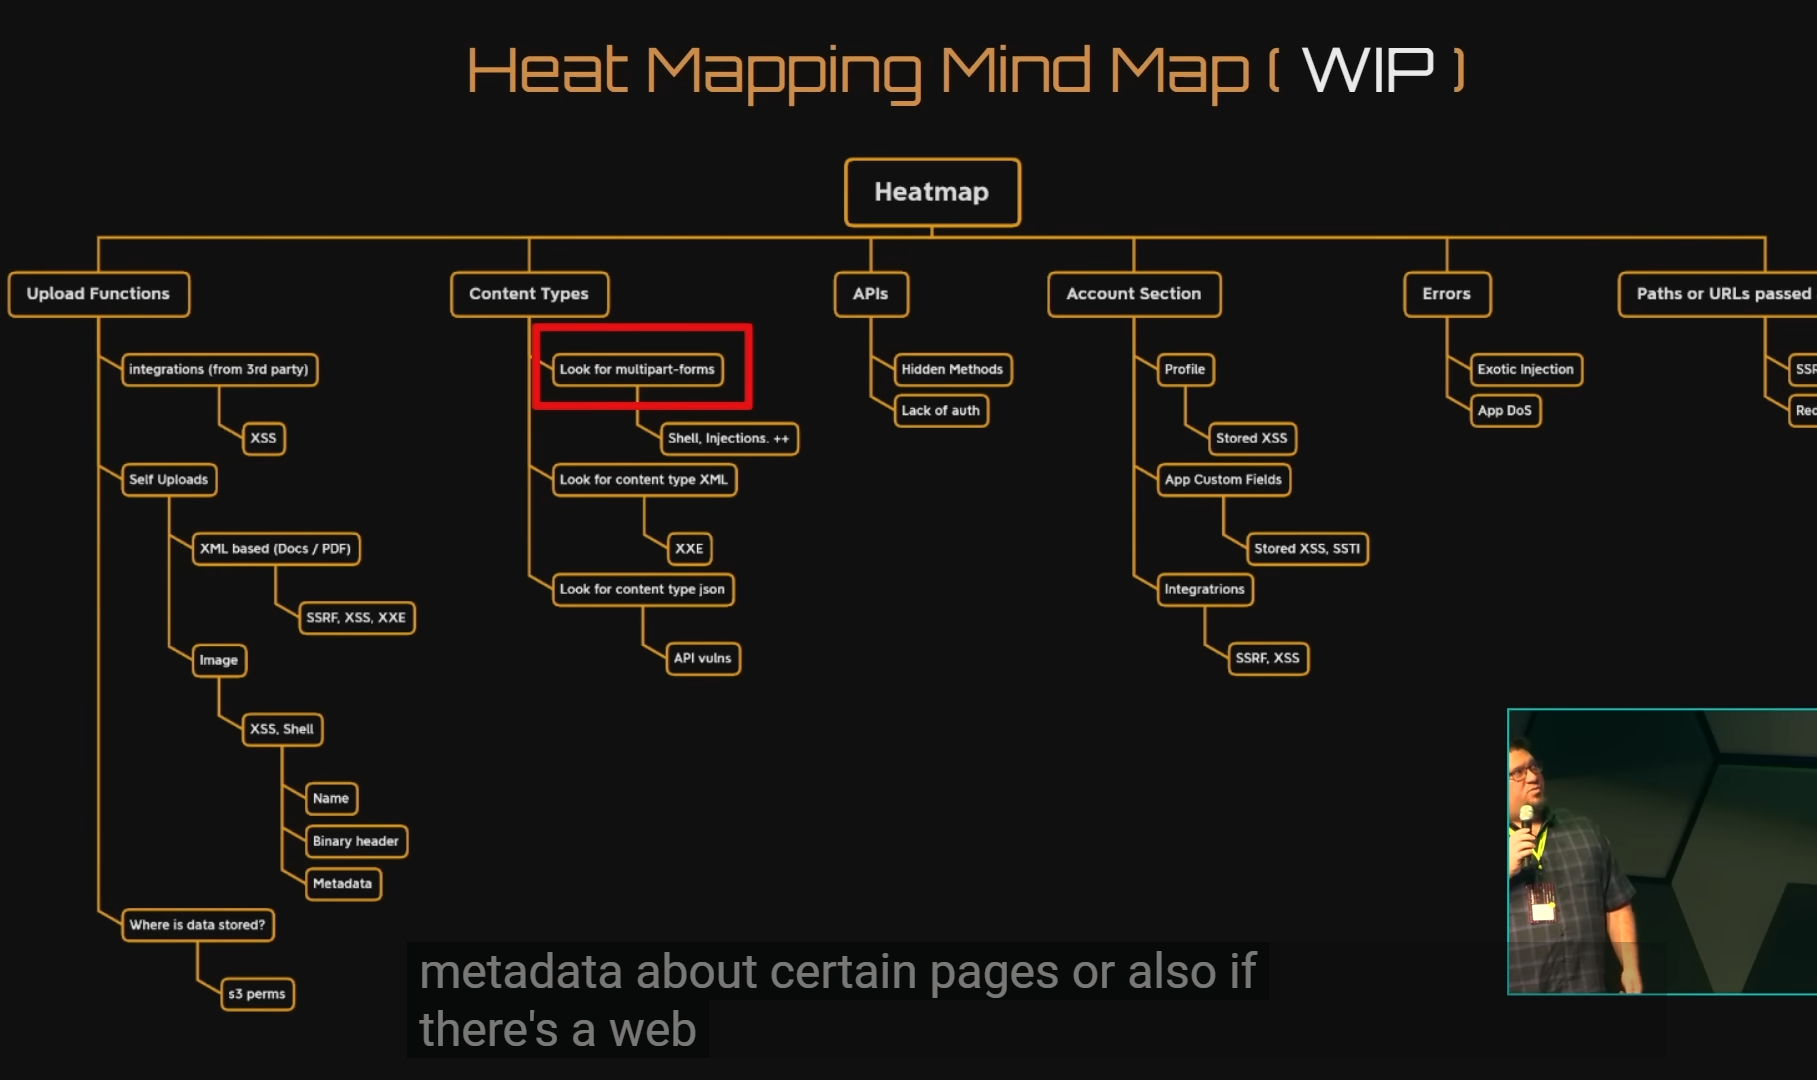 Heat Mapping Mind Map ( WIP )
Heatmap
Upload Functions
integrations (from 3rd party)
XSS
Self Uploads
XML based (Docs / PDF)
SSRF, XSS, XXE
Image
XSS, Shell
Name
Binary header
Metadata
Where is data stored?
s3 perms
Content Types
Look for multipart-forms
Shell, Injections. ++
Look for content type XML
XXE
Look for content type json
API vulns
APIs
Hidden Methods
Lack of auth
Account Section
Profile
Stored XSS
App Custom Fields
Stored XSS, SSTI
Integratrions
SSRF, XSS
Errors
Exotic Injection
App DoS
Paths or URLs passed
metadata about certain pages or also if
there's a web